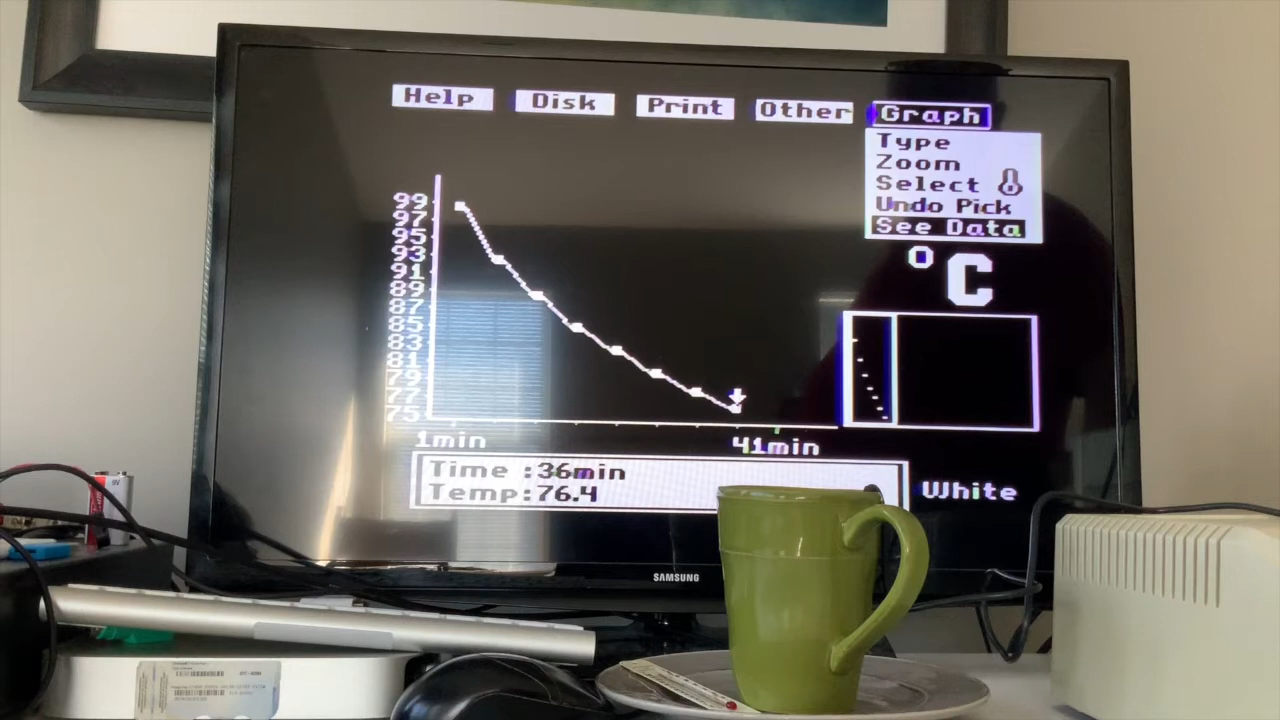 Help Disk Print Other Graph
Type
Zoom
Select
Undo Pick
See Data
°C
99
97
95
93
91
89
87
85
83
81
79
77
75
1min 41min
Time :36min
Temp:76.4
White
SAMSUNG
9V